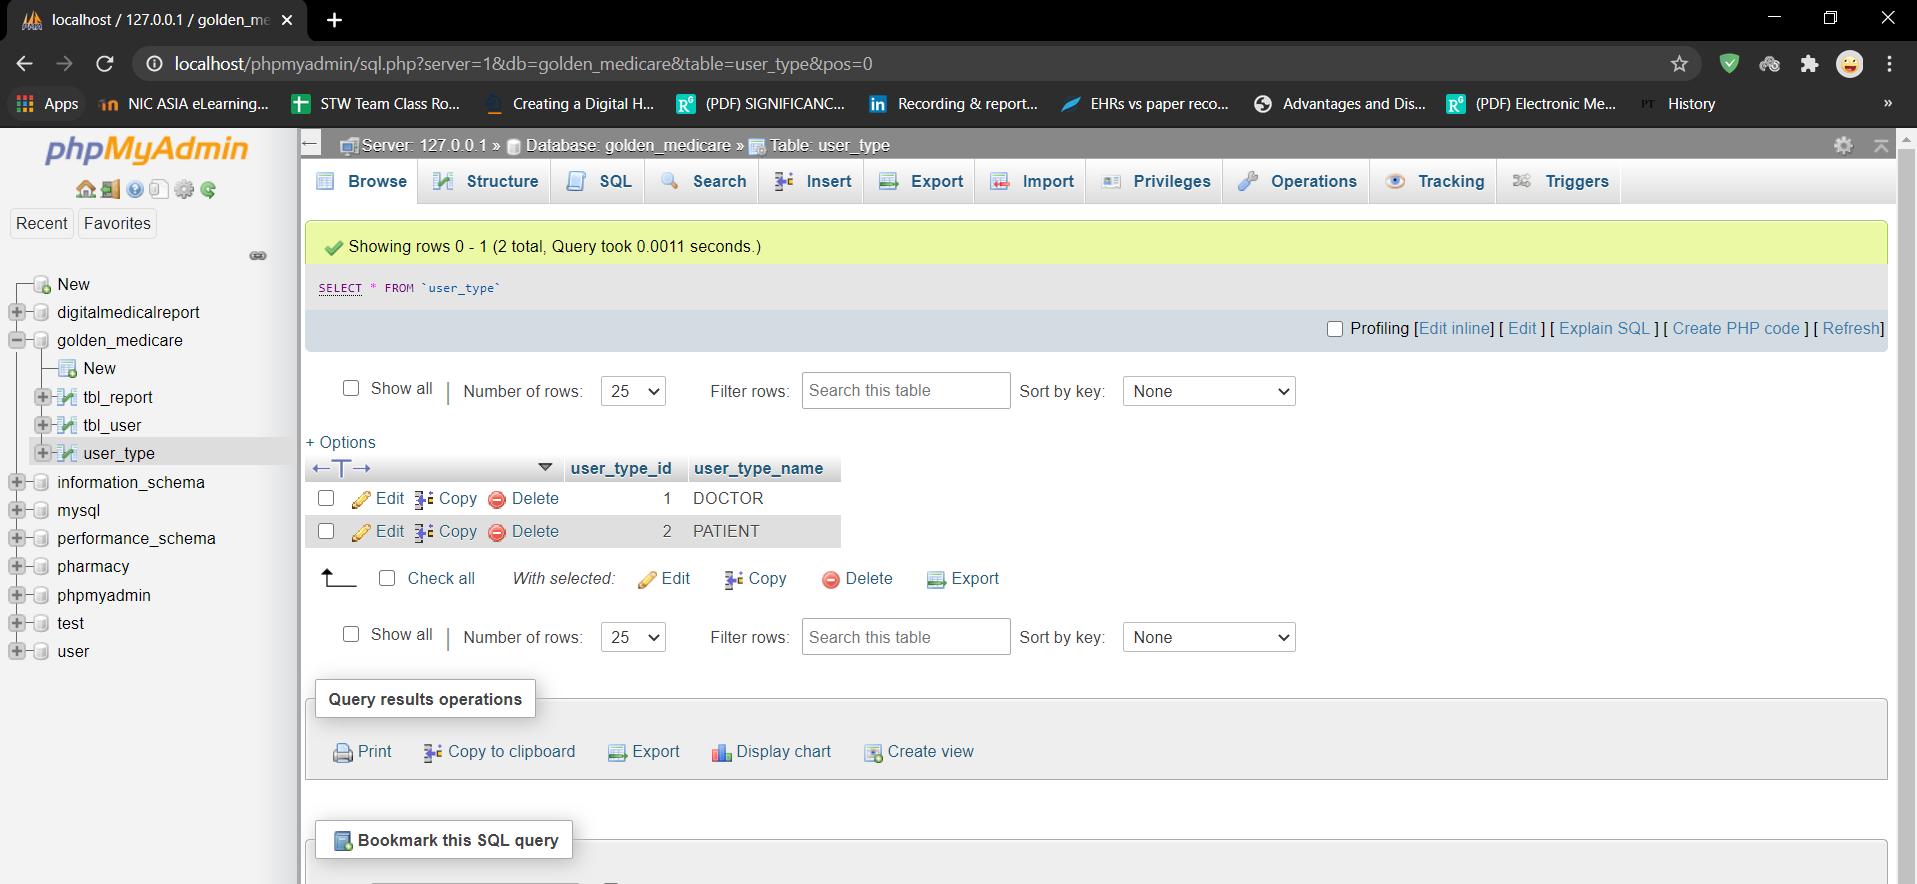 localhost / 127.0.0.1 / golden_me
localhost/phpmyadmin/sql.php?server=1&db=golden_medicare&table=user_type&pos=0
Apps NIC ASIA eLearning... STW Team Class Ro... Creating a Digital H... (PDF) SIGNIFICANC... Recording & report... EHRs vs paper reco... Advantages and Dis... (PDF) Electronic Me... PT History »
phpMyAdmin
Recent Favorites
New
digitalmedicalreport
golden_medicare
New
tbl_report
tbl_user
user_type
information_schema
mysql
performance_schema
pharmacy
phpmyadmin
test
user
Server: 127.0.0.1 » Database: golden_medicare » Table: user_type
Browse Structure SQL Search Insert Export Import Privileges Operations Tracking Triggers
Showing rows 0 - 1 (2 total, Query took 0.0011 seconds.)
SELECT * FROM `user_type`
Profiling [Edit inline] [ Edit ] [ Explain SQL ] [ Create PHP code ] [ Refresh]
Show all | Number of rows: 25 Filter rows: Search this table Sort by key: None
+ Options
←T→ user_type_id user_type_name
Edit Copy Delete 1 DOCTOR
Edit Copy Delete 2 PATIENT
Check all With selected: Edit Copy Delete Export
Show all | Number of rows: 25 Filter rows: Search this table Sort by key: None
Query results operations
Print Copy to clipboard Export Display chart Create view
Bookmark this SQL query